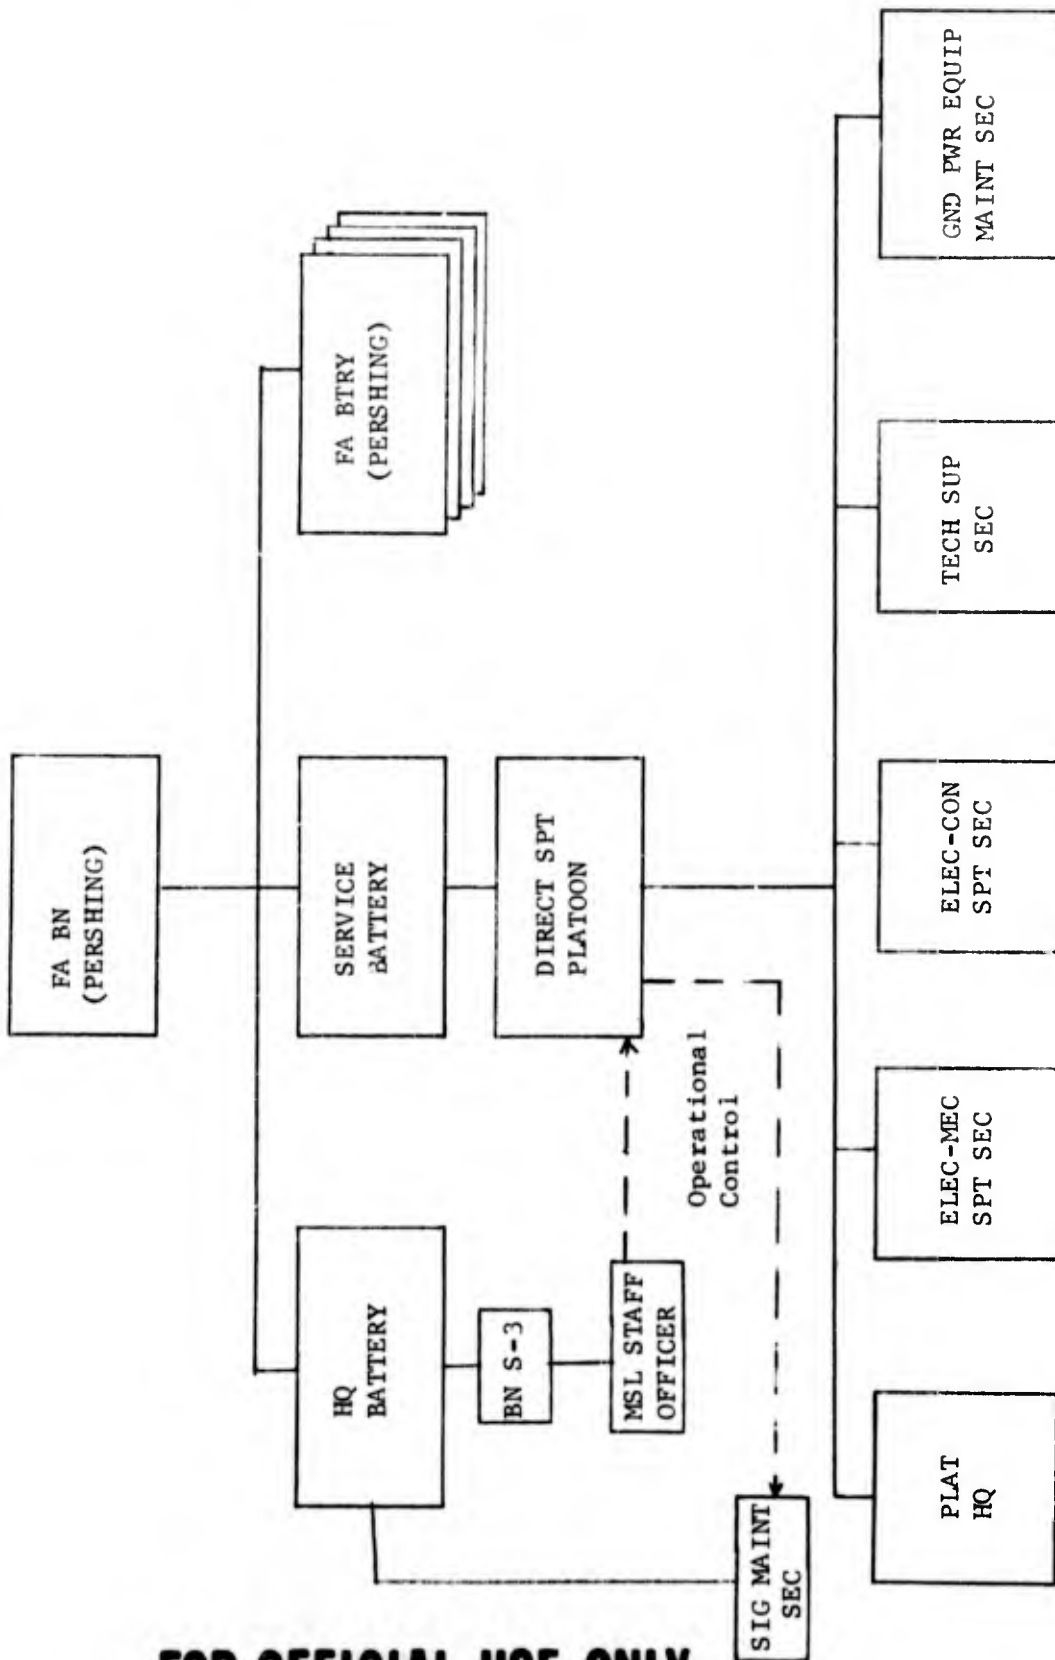 FA BN
(PERSHING)
HQ
BATTERY
SERVICE
BATTERY
FA BTRY
(PERSHING)
BN S-3
MSL STAFF
OFFICER
DIRECT SPT
PLATOON
Operational
Control
SIG MAINT
SEC
PLAT
HQ
ELEC-MEC
SPT SEC
ELEC-CON
SPT SEC
TECH SUP
SEC
GND PWR EQUIP
MAINT SEC
FOR OFFICIAL USE ONLY